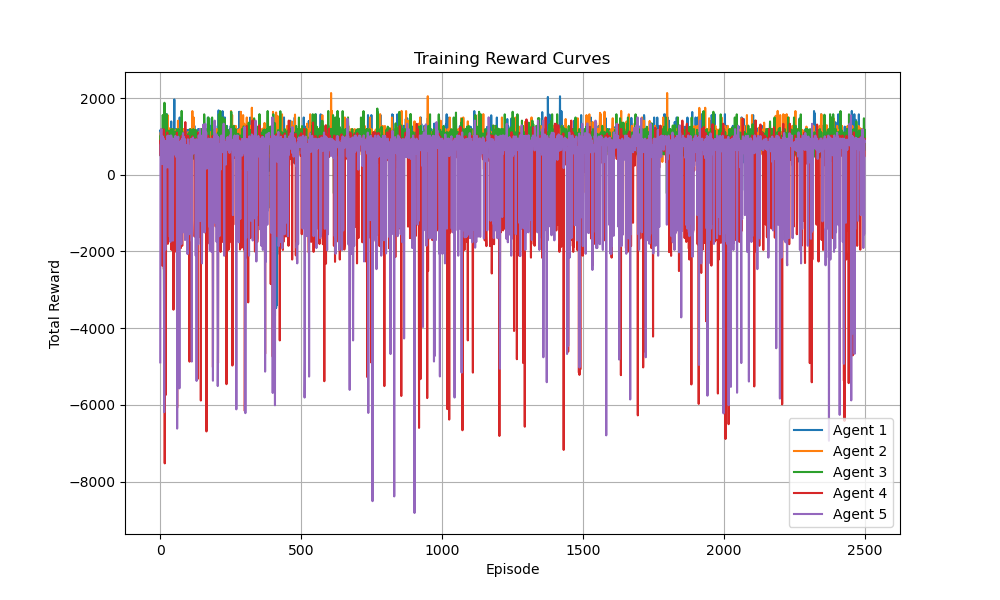 Training Reward Curves
Total Reward
2000
0
−2000
−4000
−6000
−8000
0
500
1000
1500
2000
2500
Episode
Agent 1
Agent 2
Agent 3
Agent 4
Agent 5